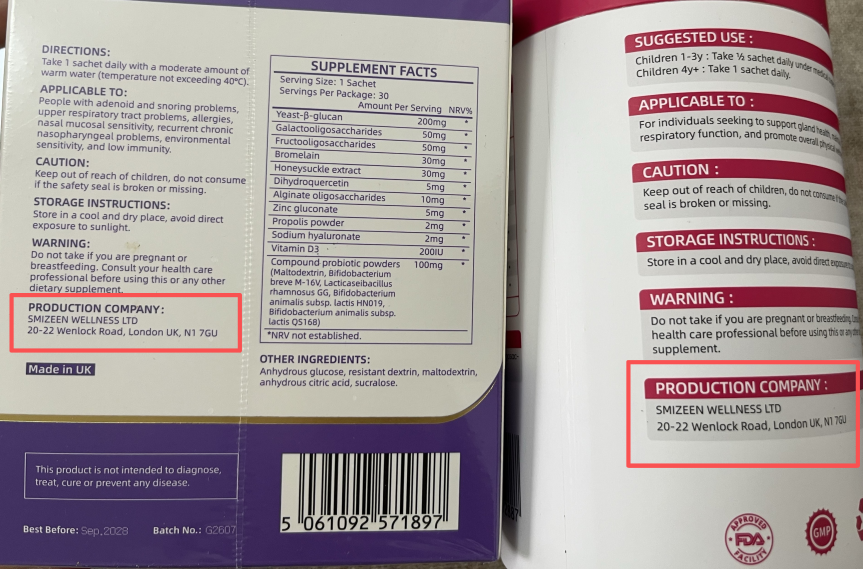 DIRECTIONS:
Take 1 sachet daily with a moderate amount of
warm water (temperature not exceeding 40°C).
APPLICABLE TO:
People with adenoid and snoring problems,
upper respiratory tract problems, allergies,
nasal mucosal sensitivity, recurrent chronic
nasopharyngeal problems, environmental
sensitivity, and low immunity.
CAUTION:
Keep out of reach of children, do not consume
if the safety seal is broken or missing.
STORAGE INSTRUCTIONS:
Store in a cool and dry place, avoid direct
exposure to sunlight.
WARNING:
Do not take if you are pregnant or
breastfeeding. Consult your health care
professional before using this or any other
dietary supplement.
PRODUCTION COMPANY:
SMIZEEN WELLNESS LTD
20-22 Wenlock Road, London UK, N1 7GU
Made in UK
This product is not intended to diagnose,
treat, cure or prevent any disease.
Best Before: Sep,2028 Batch No.: G2607
SUPPLEMENT FACTS
Serving Size: 1 Sachet
Servings Per Package: 30
Amount Per Serving NRV%
Yeast-β-glucan 200mg *
Galactooligosaccharides 50mg *
Fructooligosaccharides 50mg *
Bromelain 30mg *
Honeysuckle extract 30mg *
Dihydroquercetin 5mg *
Alginate oligosaccharides 10mg *
Zinc gluconate 5mg *
Propolis powder 2mg *
Sodium hyaluronate 2mg *
Vitamin D3 200IU *
Compound probiotic powders 100mg *
(Maltodextrin, Bifidobacterium
breve M-16V, Lacticaseibacillus
rhamnosus GG, Bifidobacterium
animalis subsp. lactis HN019,
Bifidobacterium animalis subsp.
lactis QS168)
*NRV not established.
OTHER INGREDIENTS:
Anhydrous glucose, resistant dextrin, maltodextrin,
anhydrous citric acid, sucralose.
5 061092 571897
SUGGESTED USE :
Children 1-3y : Take ½ sachet daily under
Children 4y+ : Take 1 sachet daily.
APPLICABLE TO :
For individuals seeking to support gland health,
respiratory function, and promote overall
CAUTION :
Keep out of reach of children, do not consume if
seal is broken or missing.
STORAGE INSTRUCTIONS :
Store in a cool and dry place, avoid direct
WARNING :
Do not take if you are pregnant or breastfeeding.
health care professional before using this or any
supplement.
PRODUCTION COMPANY :
SMIZEEN WELLNESS LTD
20-22 Wenlock Road, London UK, N1 7GU
APPROVED
FDA
FACILITY
GMP